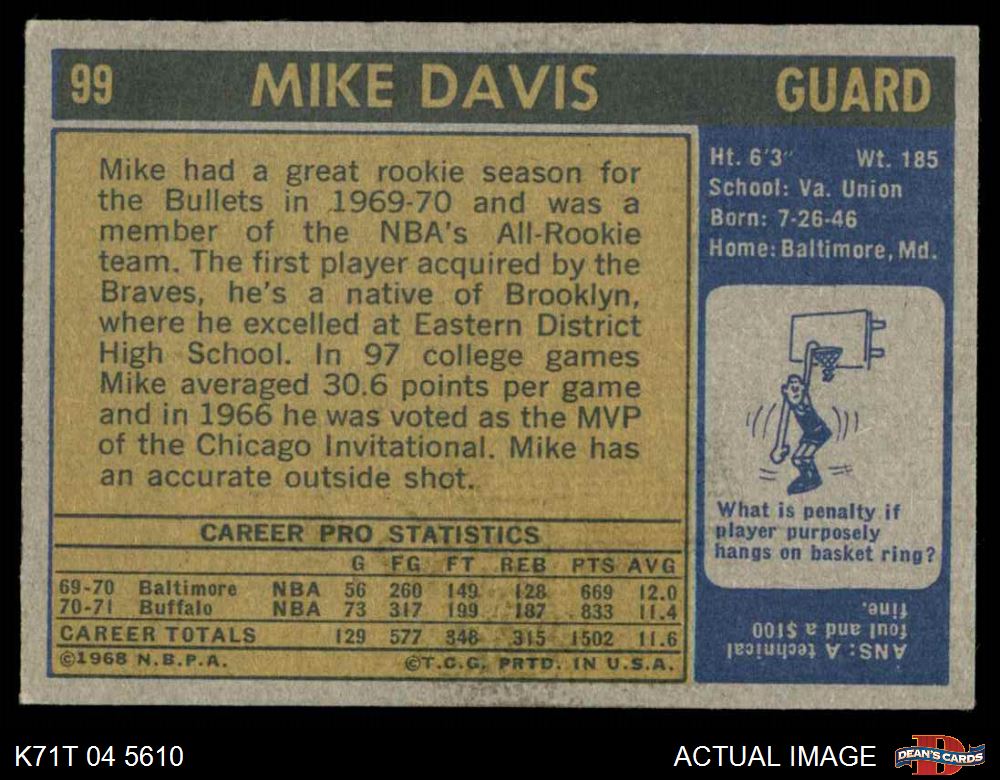 99 MIKE DAVIS GUARD
Mike had a great rookie season for
the Bullets in 1969-70 and was a
member of the NBA's All-Rookie
team. The first player acquired by the
Braves, he's a native of Brooklyn,
where he excelled at Eastern District
High School. In 97 college games
Mike averaged 30.6 points per game
and in 1966 he was voted as the MVP
of the Chicago Invitational. Mike has
an accurate outside shot.
CAREER PRO STATISTICS
G FG FT REB PTS AVG
69-70 Baltimore NBA 56 260 149 128 669 12.0
70-71 Buffalo NBA 73 317 199 187 833 11.4
CAREER TOTALS 129 577 348 315 1502 11.6
©1968 N.B.P.A. ©T.C.G. PRTD. IN U.S.A.
Ht. 6'3" Wt. 185
School: Va. Union
Born: 7-26-46
Home: Baltimore, Md.
What is penalty if
player purposely
hangs on basket ring?
ANS: A technical
foul and a $100
fine.
K71T 04 5610 ACTUAL IMAGE DEAN'S CARDS